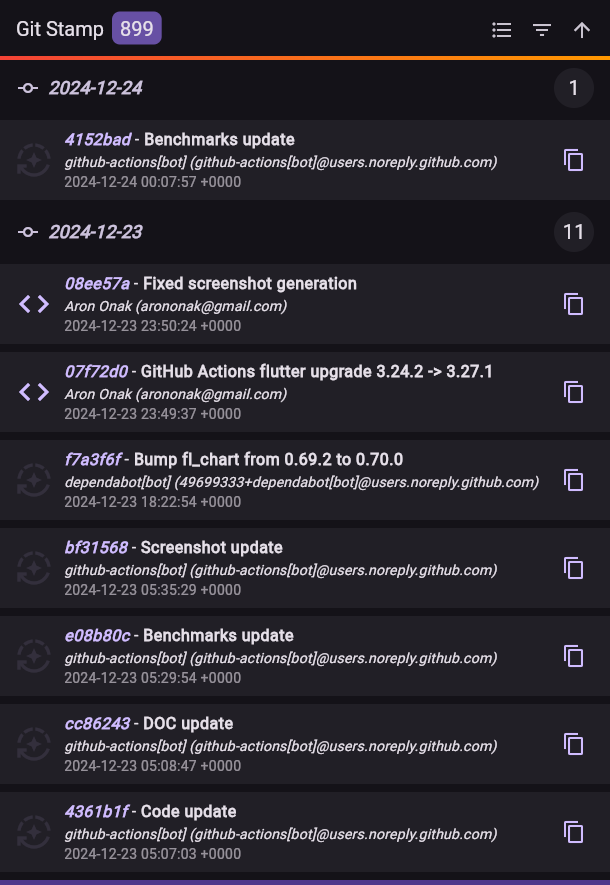 Git Stamp 899
2024-12-24 1
4152bad - Benchmarks update
github-actions[bot] (github-actions[bot]@users.noreply.github.com)
2024-12-24 00:07:57 +0000
2024-12-23 11
08ee57a - Fixed screenshot generation
Aron Onak (arononak@gmail.com)
2024-12-23 23:50:24 +0000
07f72d0 - GitHub Actions flutter upgrade 3.24.2 -> 3.27.1
Aron Onak (arononak@gmail.com)
2024-12-23 23:49:37 +0000
f7a3f6f - Bump fl_chart from 0.69.2 to 0.70.0
dependabot[bot] (49699333+dependabot[bot]@users.noreply.github.com)
2024-12-23 18:22:54 +0000
bf31568 - Screenshot update
github-actions[bot] (github-actions[bot]@users.noreply.github.com)
2024-12-23 05:35:29 +0000
e08b80c - Benchmarks update
github-actions[bot] (github-actions[bot]@users.noreply.github.com)
2024-12-23 05:29:54 +0000
cc86243 - DOC update
github-actions[bot] (github-actions[bot]@users.noreply.github.com)
2024-12-23 05:08:47 +0000
4361b1f - Code update
github-actions[bot] (github-actions[bot]@users.noreply.github.com)
2024-12-23 05:07:03 +0000